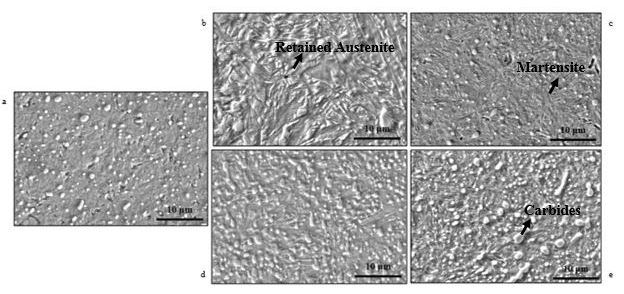 a
10 µm
b
Retained Austenite
10 µm
c
Martensite
10 µm
d
10 µm
Carbides
10 µm
e